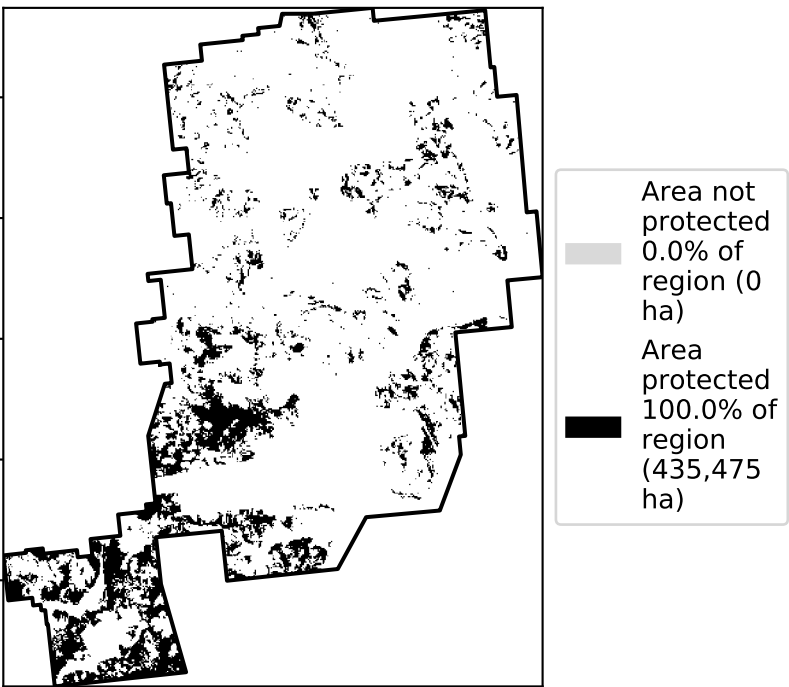 Area not
protected
0.0% of
region (0
ha)
Area
protected
100.0% of
region
(435,475
ha)